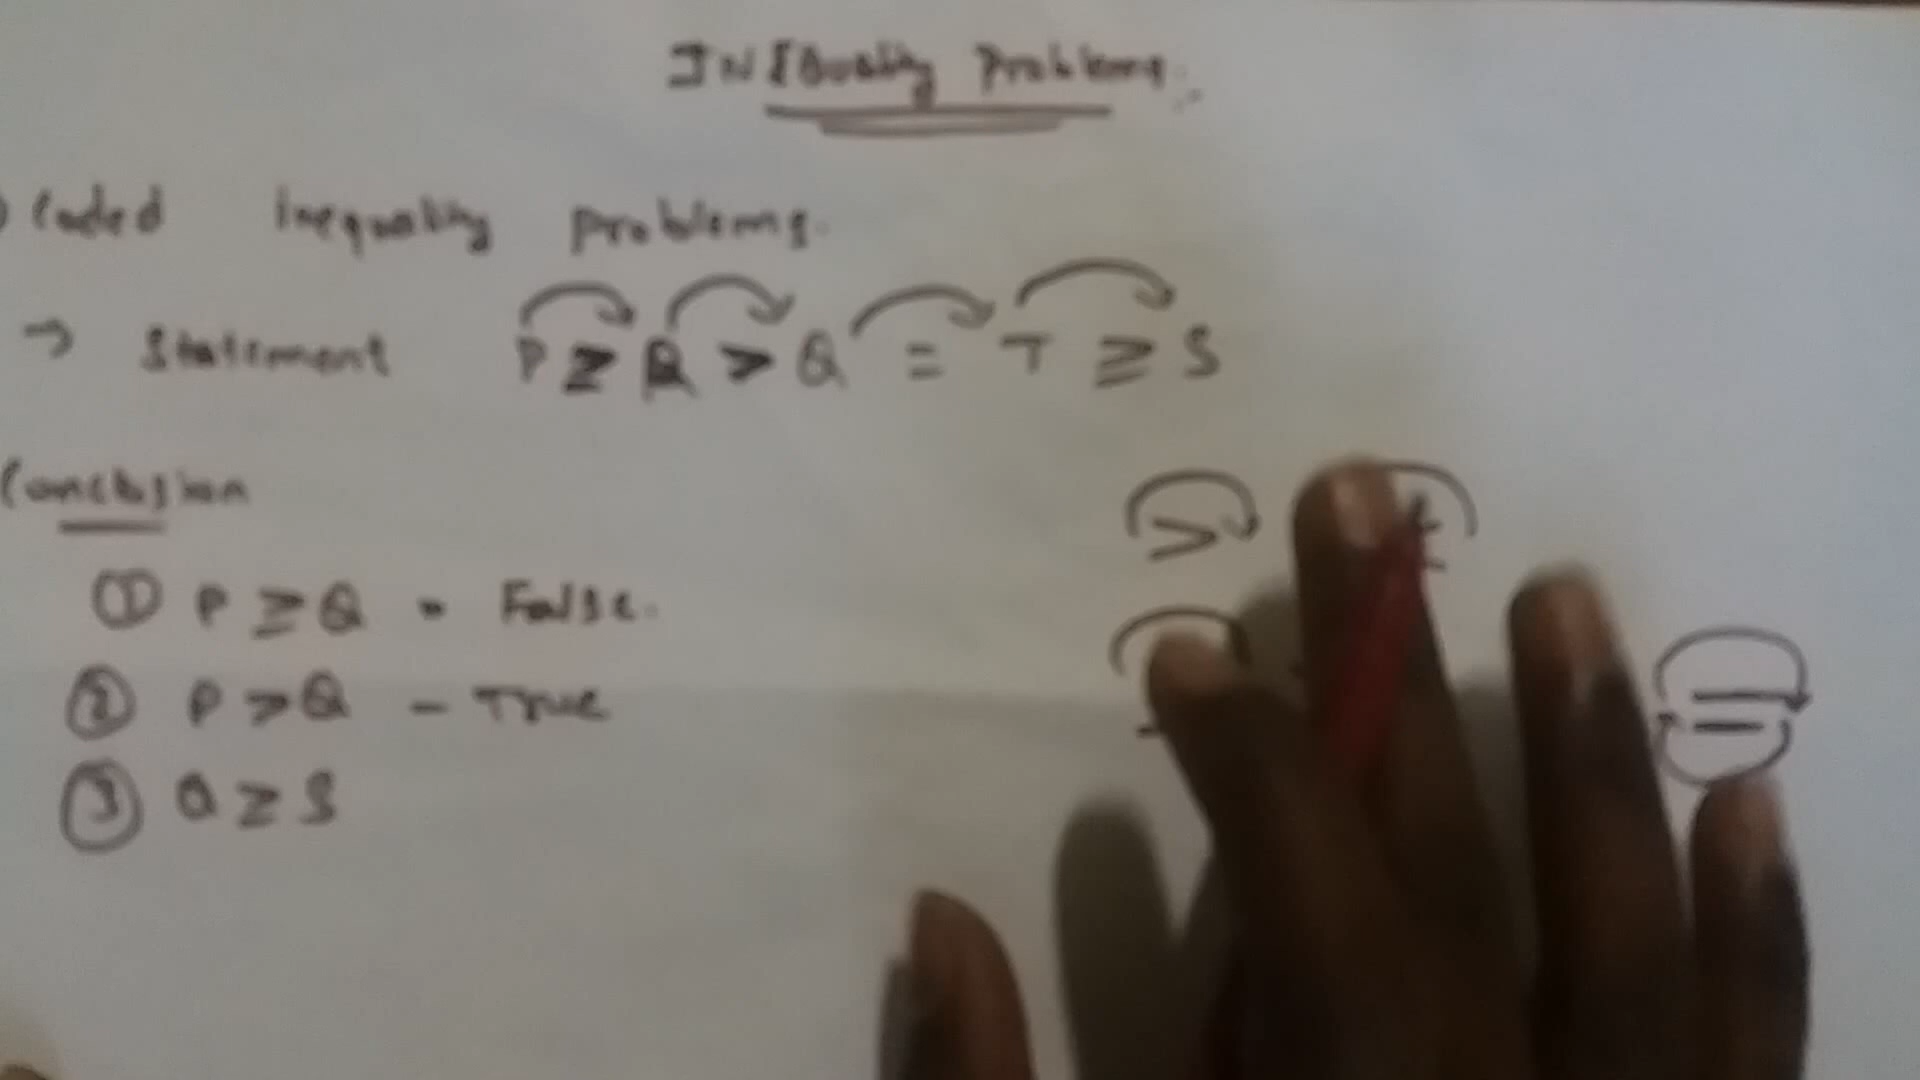 INEQuality Problems.
Coded inequality problems.
→ Statement P ≥ R > Q = T ≥ S
Conclusion
① P ≥ Q - False.
② P > Q - True
③ Q ≥ S
>
=